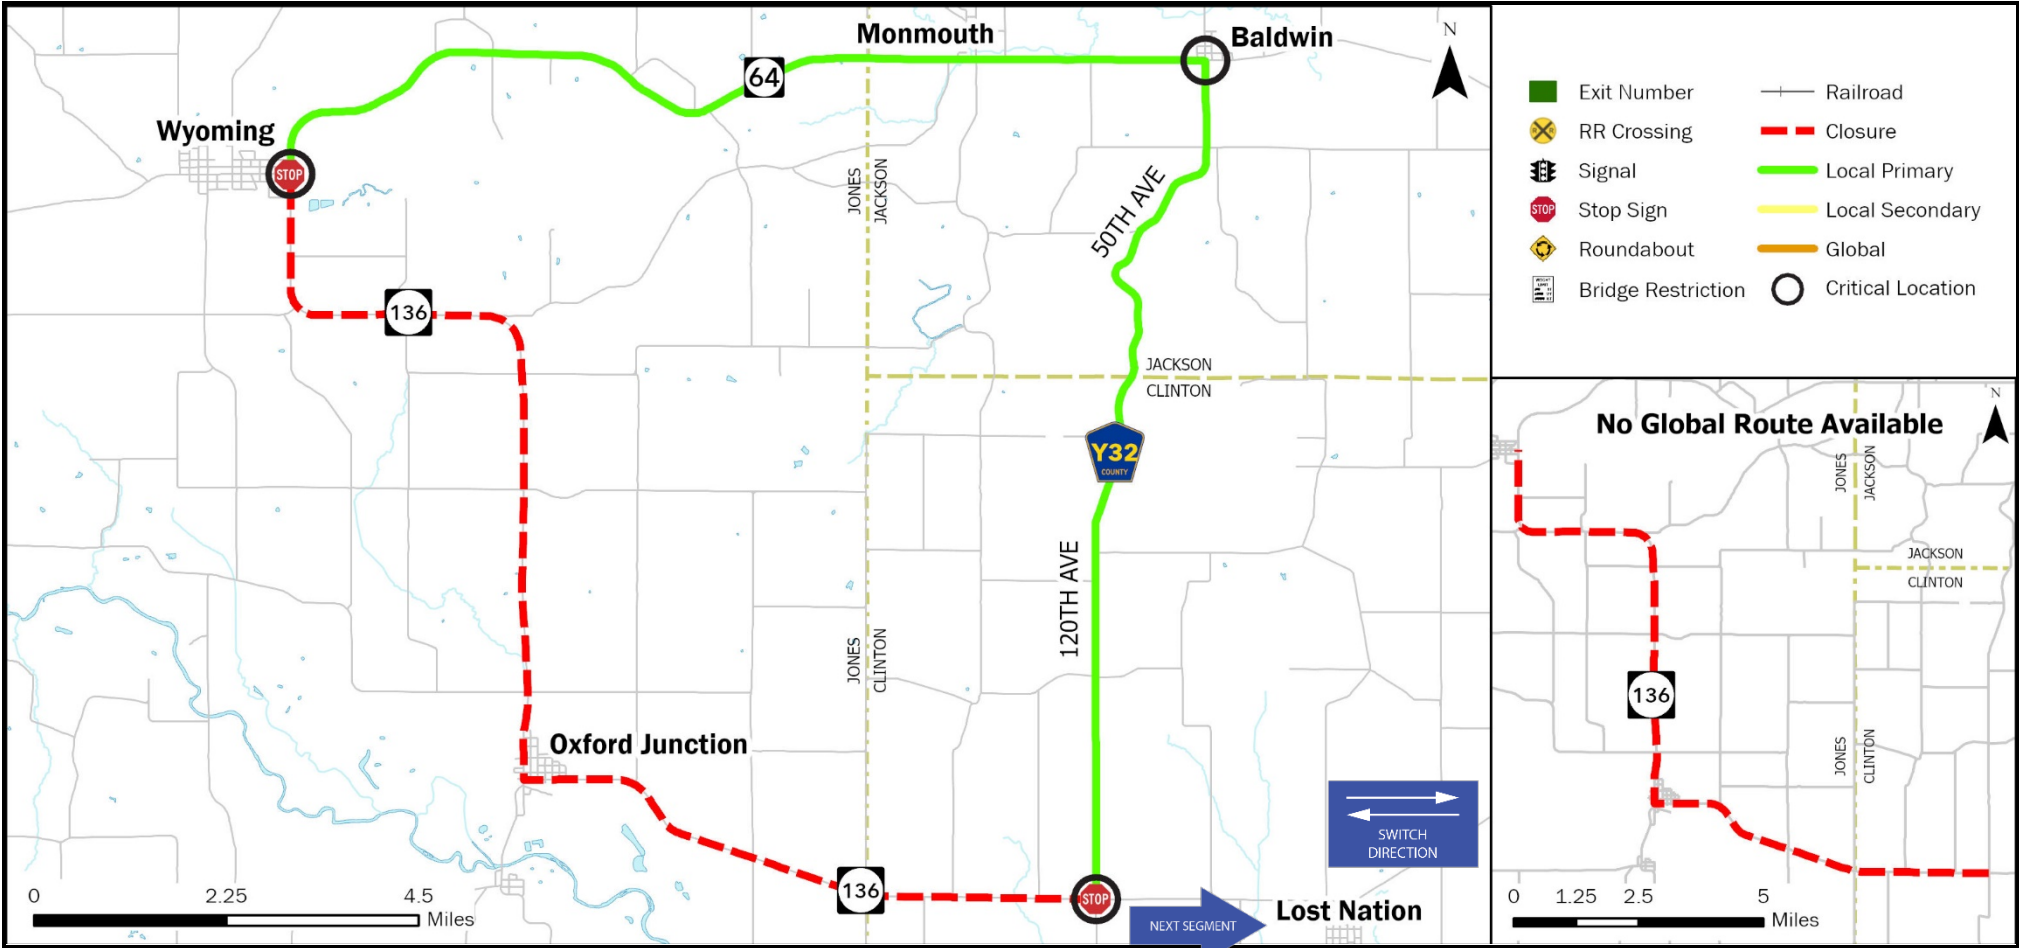 Monmouth
Baldwin
N
64
Wyoming
STOP
JONES
JACKSON
50TH AVE
136
JACKSON
CLINTON
Y32
COUNTY
120TH AVE
JONES
CLINTON
Oxford Junction
SWITCH
DIRECTION
136
STOP
NEXT SEGMENT
Lost Nation
0 2.25 4.5
Miles
Exit Number
RR Crossing
Signal
STOP
Stop Sign
Roundabout
Bridge Restriction
Railroad
Closure
Local Primary
Local Secondary
Global
Critical Location
No Global Route Available
N
JONES
JACKSON
JACKSON
CLINTON
136
JONES
CLINTON
0 1.25 2.5 5
Miles